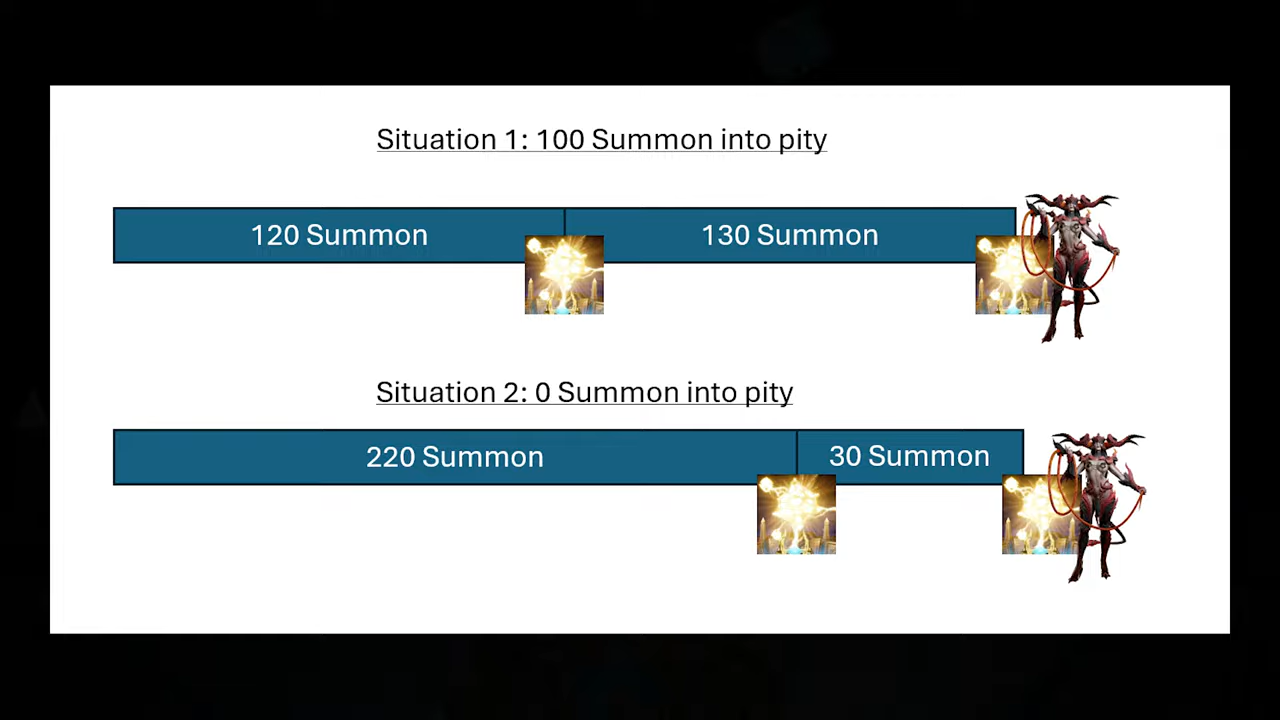 Situation 1: 100 Summon into pity
120 Summon
130 Summon
Situation 2: 0 Summon into pity
220 Summon
30 Summon